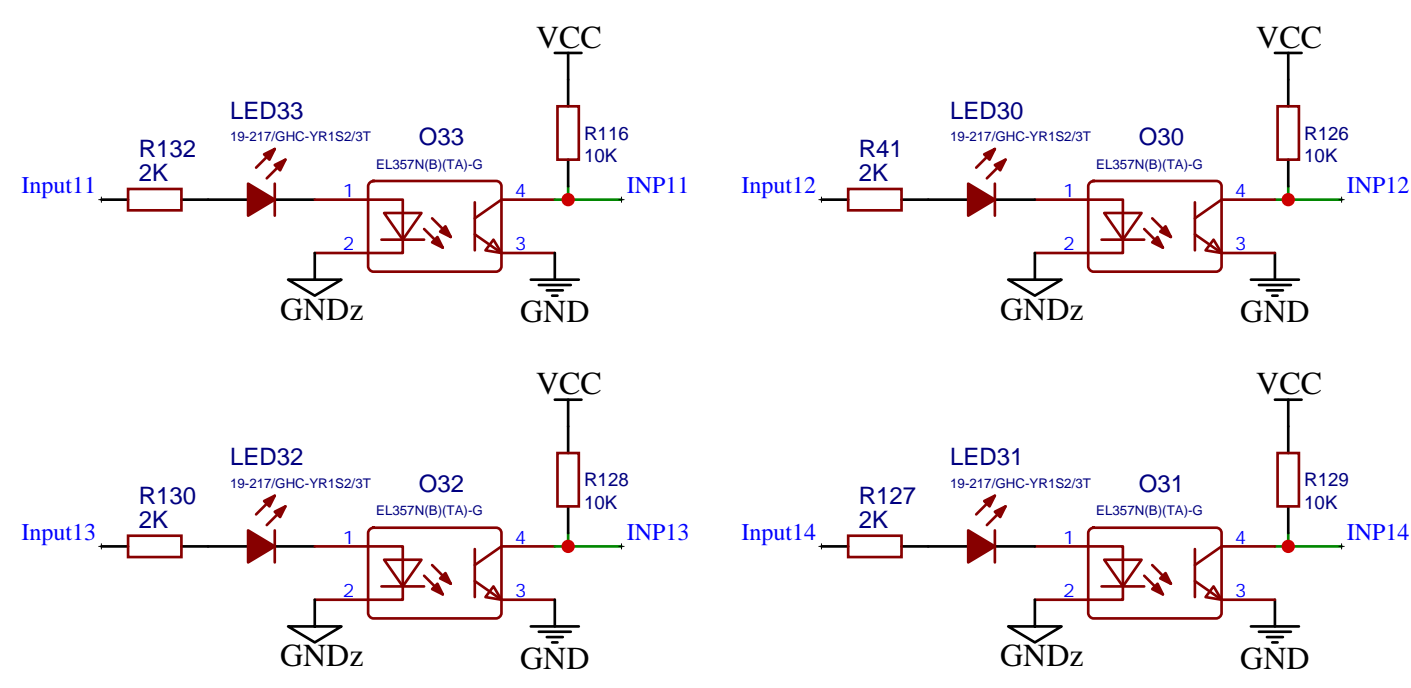 VCC
LED33
19-217/GHC-YR1S2/3T
R132
2K
O33
EL357N(B)(TA)-G
R116
10K
Input11
1
4
INP11
2
3
GNDz
GND
VCC
LED30
19-217/GHC-YR1S2/3T
R41
2K
O30
EL357N(B)(TA)-G
R126
10K
Input12
1
4
INP12
2
3
GNDz
GND
VCC
LED32
19-217/GHC-YR1S2/3T
R130
2K
O32
EL357N(B)(TA)-G
R128
10K
Input13
1
4
INP13
2
3
GNDz
GND
VCC
LED31
19-217/GHC-YR1S2/3T
R127
2K
O31
EL357N(B)(TA)-G
R129
10K
Input14
1
4
INP14
2
3
GNDz
GND